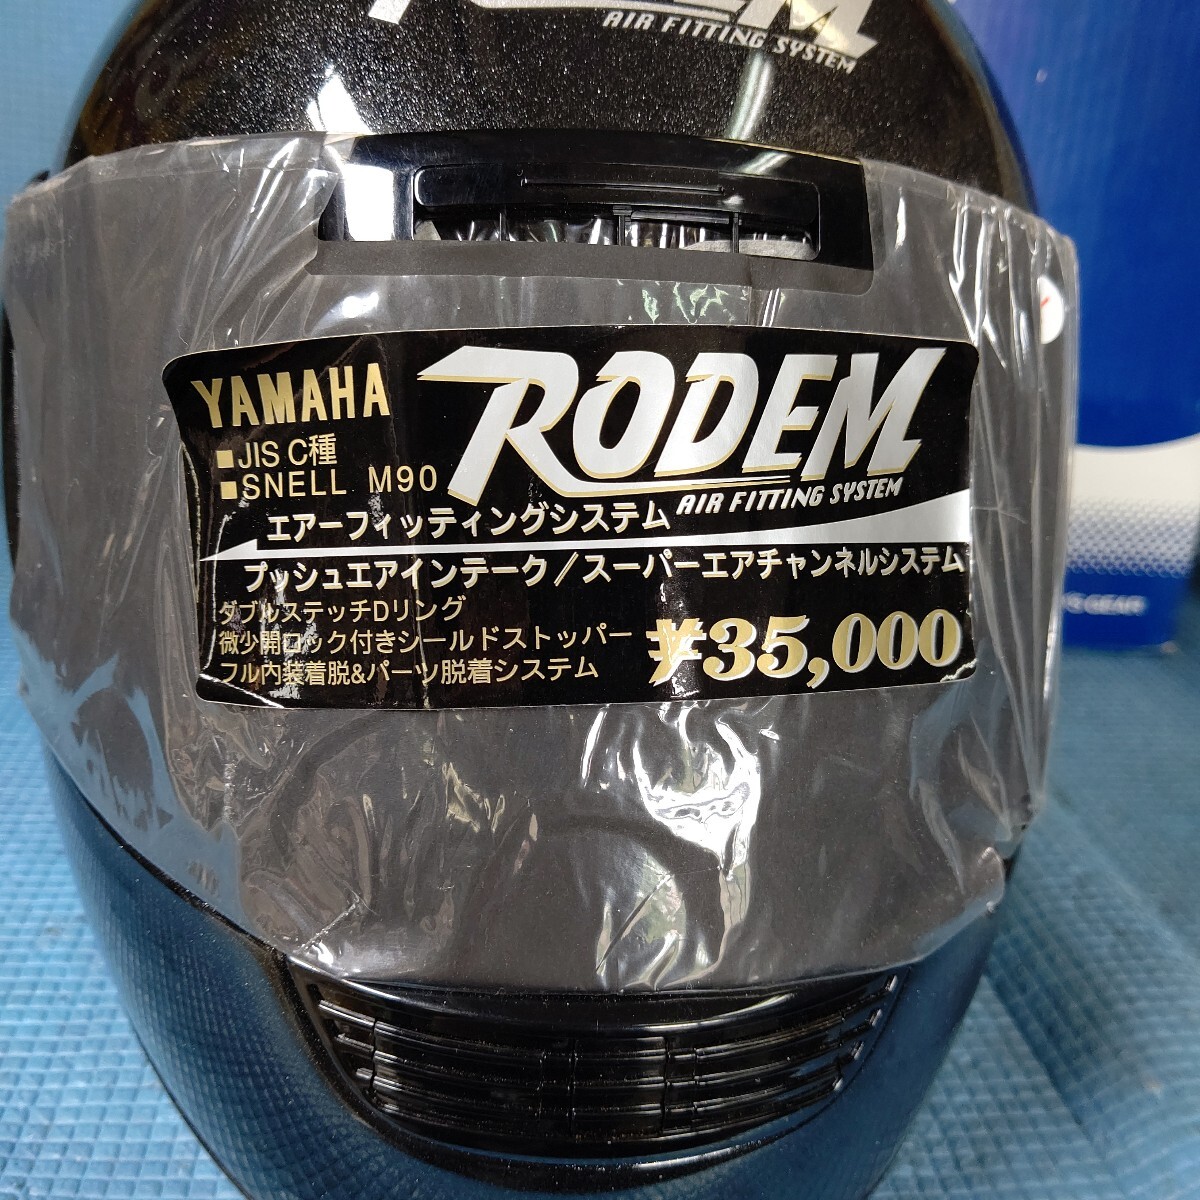 AIR FITTING SYSTEM
YAMAHA
RODEM
■JIS C種
■SNELL M90
AIR FITTING SYSTEM
エアーフィッティングシステム
プッシュエアインテーク/スーパーエアチャンネルシステム
ダブルステッチDリング
微少開ロック付きシールドストッパー
フル内装着脱&パーツ脱着システム
¥35,000
GEAR